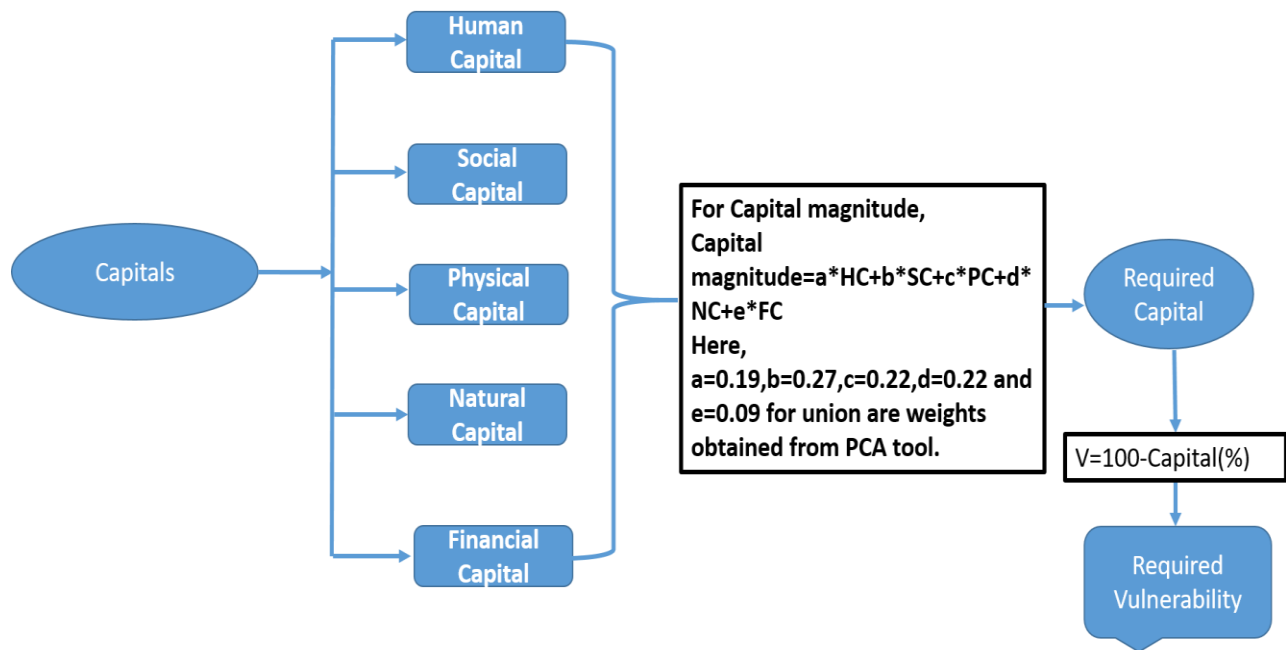 Capitals
Human
Capital
Social
Capital
Physical
Capital
Natural
Capital
Financial
Capital
For Capital magnitude,
Capital
magnitude=a*HC+b*SC+c*PC+d*
NC+e*FC
Here,
a=0.19,b=0.27,c=0.22,d=0.22 and
e=0.09 for union are weights
obtained from PCA tool.
Required
Capital
V=100-Capital(%)
Required
Vulnerability